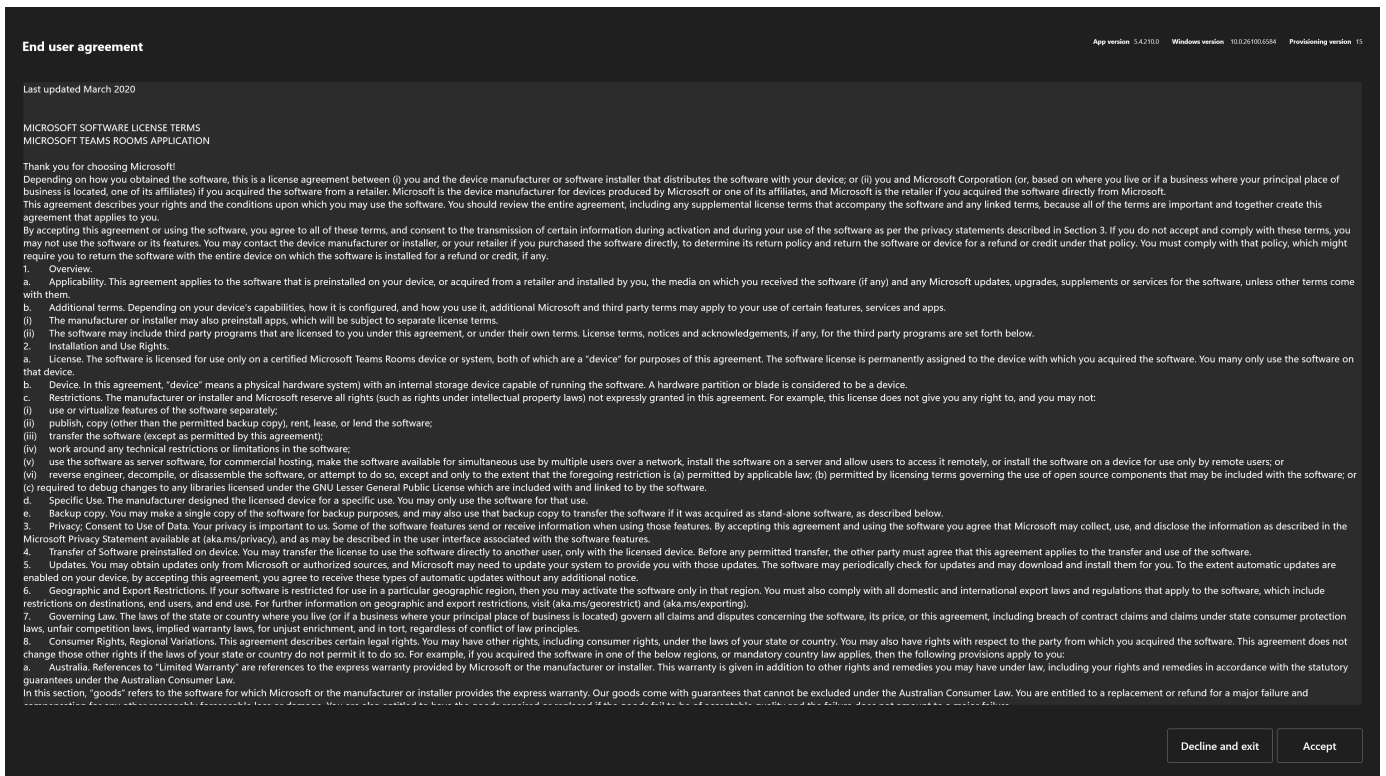 End user agreement
App version 5.4.210.0 Windows version 10.0.26100.6584 Provisioning version 15
Last updated March 2020
MICROSOFT SOFTWARE LICENSE TERMS
MICROSOFT TEAMS ROOMS APPLICATION
Thank you for choosing Microsoft!
Depending on how you obtained the software, this is a license agreement between (i) you and the device manufacturer or software installer that distributes the software with your device; or (ii) you and Microsoft Corporation (or, based on where you live or if a business where your principal place of
business is located, one of its affiliates) if you acquired the software from a retailer. Microsoft is the device manufacturer for devices produced by Microsoft or one of its affiliates, and Microsoft is the retailer if you acquired the software directly from Microsoft.
This agreement describes your rights and the conditions upon which you may use the software. You should review the entire agreement, including any supplemental license terms that accompany the software and any linked terms, because all of the terms are important and together create this
agreement that applies to you.
By accepting this agreement or using the software, you agree to all of these terms, and consent to the transmission of certain information during activation and during your use of the software as per the privacy statements described in Section 3. If you do not accept and comply with these terms, you
may not use the software or its features. You may contact the device manufacturer or installer, or your retailer if you purchased the software directly, to determine its return policy and return the software or device for a refund or credit under that policy. You must comply with that policy, which might
require you to return the software with the entire device on which the software is installed for a refund or credit, if any.
1. Overview.
a. Applicability. This agreement applies to the software that is preinstalled on your device, or acquired from a retailer and installed by you, the media on which you received the software (if any) and any Microsoft updates, upgrades, supplements or services for the software, unless other terms come
with them.
b. Additional terms. Depending on your device's capabilities, how it is configured, and how you use it, additional Microsoft and third party terms may apply to your use of certain features, services and apps.
(i) The manufacturer or installer may also preinstall apps, which will be subject to separate license terms.
(ii) The software may include third party programs that are licensed to you under this agreement, or under their own terms. License terms, notices and acknowledgements, if any, for the third party programs are set forth below.
2. Installation and Use Rights.
a. License. The software is licensed for use only on a certified Microsoft Teams Rooms device or system, both of which are a “device” for purposes of this agreement. The software license is permanently assigned to the device with which you acquired the software. You many only use the software on
that device.
b. Device. In this agreement, “device” means a physical hardware system) with an internal storage device capable of running the software. A hardware partition or blade is considered to be a device.
c. Restrictions. The manufacturer or installer and Microsoft reserve all rights (such as rights under intellectual property laws) not expressly granted in this agreement. For example, this license does not give you any right to, and you may not:
(i) use or virtualize features of the software separately;
(ii) publish, copy (other than the permitted backup copy), rent, lease, or lend the software;
(iii) transfer the software (except as permitted by this agreement);
(iv) work around any technical restrictions or limitations in the software;
(v) use the software as server software, for commercial hosting, make the software available for simultaneous use by multiple users over a network, install the software on a server and allow users to access it remotely, or install the software on a device for use only by remote users; or
(vi) reverse engineer, decompile, or disassemble the software, or attempt to do so, except and only to the extent that the foregoing restriction is (a) permitted by applicable law; (b) permitted by licensing terms governing the use of open source components that may be included with the software; or
(c) required to debug changes to any libraries licensed under the GNU Lesser General Public License which are included with and linked to by the software.
d. Specific Use. The manufacturer designed the licensed device for a specific use. You may only use the software for that use.
e. Backup copy. You may make a single copy of the software for backup purposes, and may also use that backup copy to transfer the software if it was acquired as stand-alone software, as described below.
3. Privacy; Consent to Use of Data. Your privacy is important to us. Some of the software features send or receive information when using those features. By accepting this agreement and using the software you agree that Microsoft may collect, use, and disclose the information as described in the
Microsoft Privacy Statement available at (aka.ms/privacy), and as may be described in the user interface associated with the software features.
4. Transfer of Software preinstalled on device. You may transfer the license to use the software directly to another user, only with the licensed device. Before any permitted transfer, the other party must agree that this agreement applies to the transfer and use of the software.
5. Updates. You may obtain updates only from Microsoft or authorized sources, and Microsoft may need to update your system to provide you with those updates. The software may periodically check for updates and may download and install them for you. To the extent automatic updates are
enabled on your device, by accepting this agreement, you agree to receive these types of automatic updates without any additional notice.
6. Geographic and Export Restrictions. If your software is restricted for use in a particular geographic region, then you may activate the software only in that region. You must also comply with all domestic and international export laws and regulations that apply to the software, which include
restrictions on destinations, end users, and end use. For further information on geographic and export restrictions, visit (aka.ms/georestrict) and (aka.ms/exporting).
7. Governing Law. The laws of the state or country where you live (or if a business where your principal place of business is located) govern all claims and disputes concerning the software, its price, or this agreement, including breach of contract claims and claims under state consumer protection
laws, unfair competition laws, implied warranty laws, for unjust enrichment, and in tort, regardless of conflict of law principles.
8. Consumer Rights, Regional Variations. This agreement describes certain legal rights. You may have other rights, including consumer rights, under the laws of your state or country. You may also have rights with respect to the party from which you acquired the software. This agreement does not
change those other rights if the laws of your state or country do not permit it to do so. For example, if you acquired the software in one of the below regions, or mandatory country law applies, then the following provisions apply to you:
a. Australia. References to “Limited Warranty” are references to the express warranty provided by Microsoft or the manufacturer or installer. This warranty is given in addition to other rights and remedies you may have under law, including your rights and remedies in accordance with the statutory
guarantees under the Australian Consumer Law.
In this section, “goods” refers to the software for which Microsoft or the manufacturer or installer provides the express warranty. Our goods come with guarantees that cannot be excluded under the Australian Consumer Law. You are entitled to a replacement or refund for a major failure and
Decline and exit
Accept